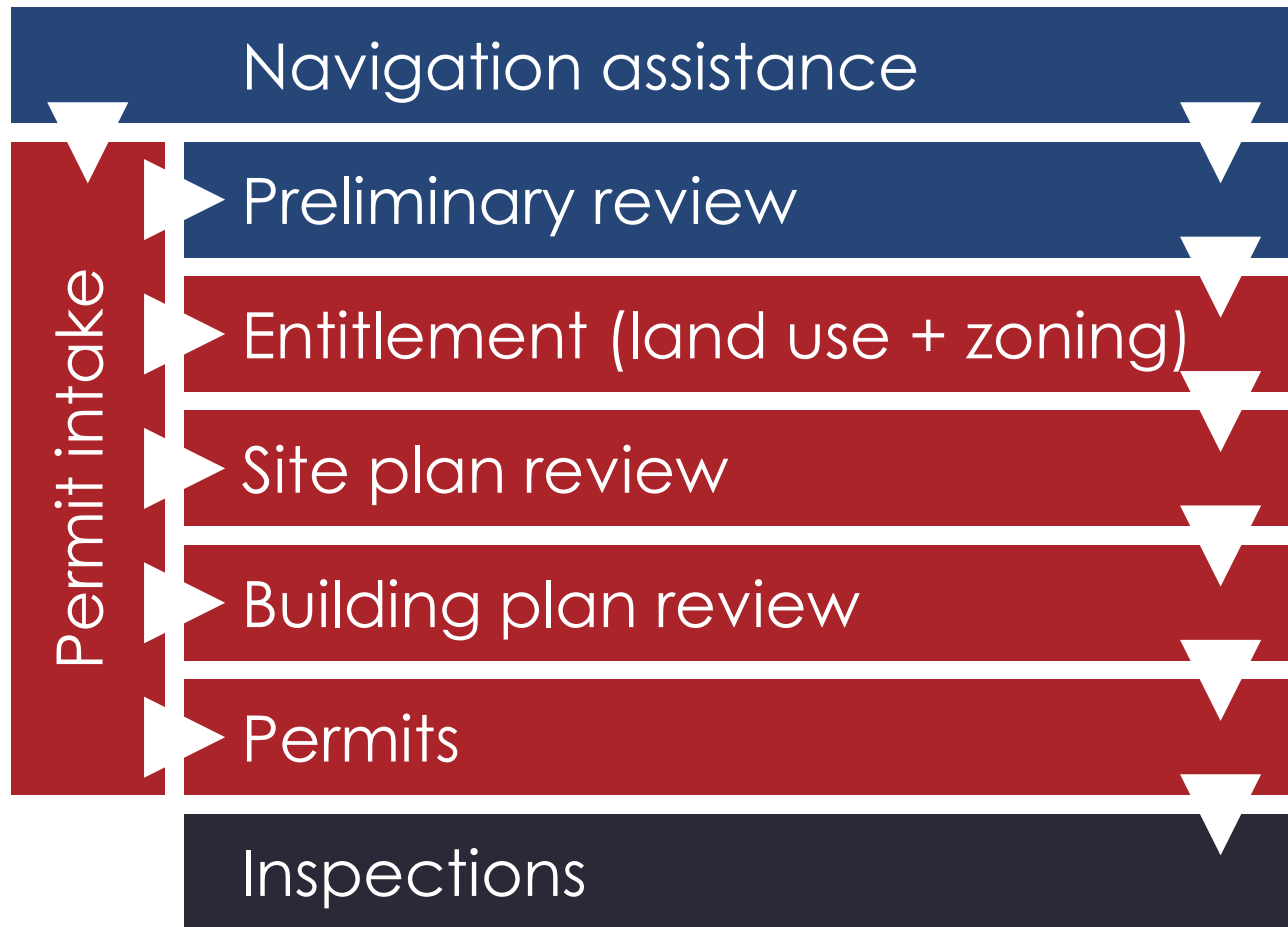 Navigation assistance
Permit intake
Preliminary review
Entitlement (land use + zoning)
Site plan review
Building plan review
Permits
Inspections